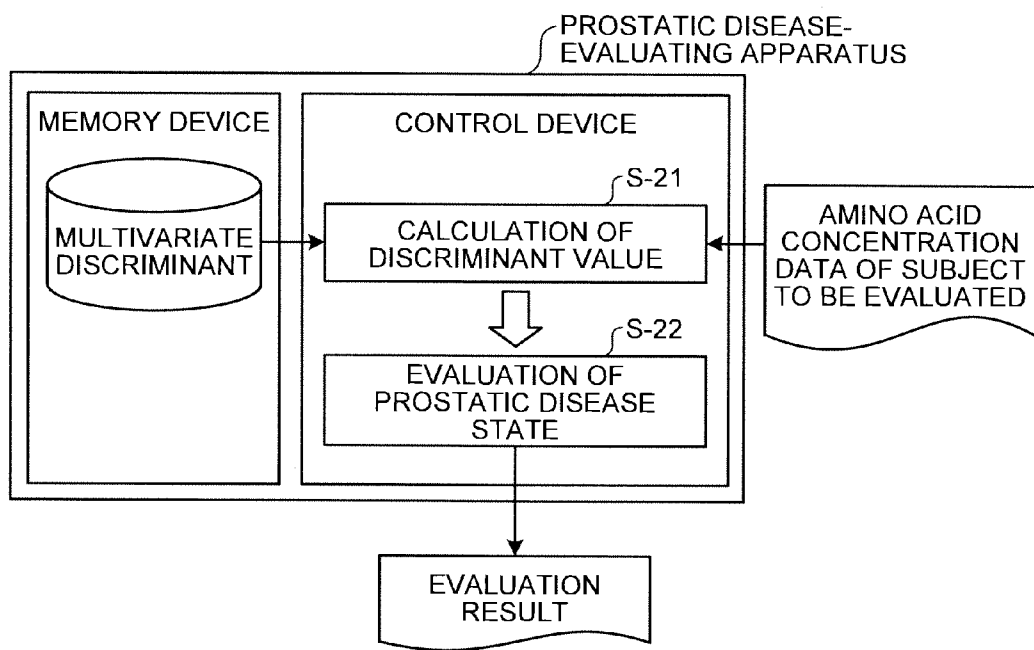 PROSTATIC DISEASE-
EVALUATING APPARATUS
MEMORY DEVICE
CONTROL DEVICE
MULTIVARIATE
DISCRIMINANT
S-21
CALCULATION OF
DISCRIMINANT VALUE
AMINO ACID
CONCENTRATION
DATA OF SUBJECT
TO BE EVALUATED
S-22
EVALUATION OF
PROSTATIC DISEASE
STATE
EVALUATION
RESULT